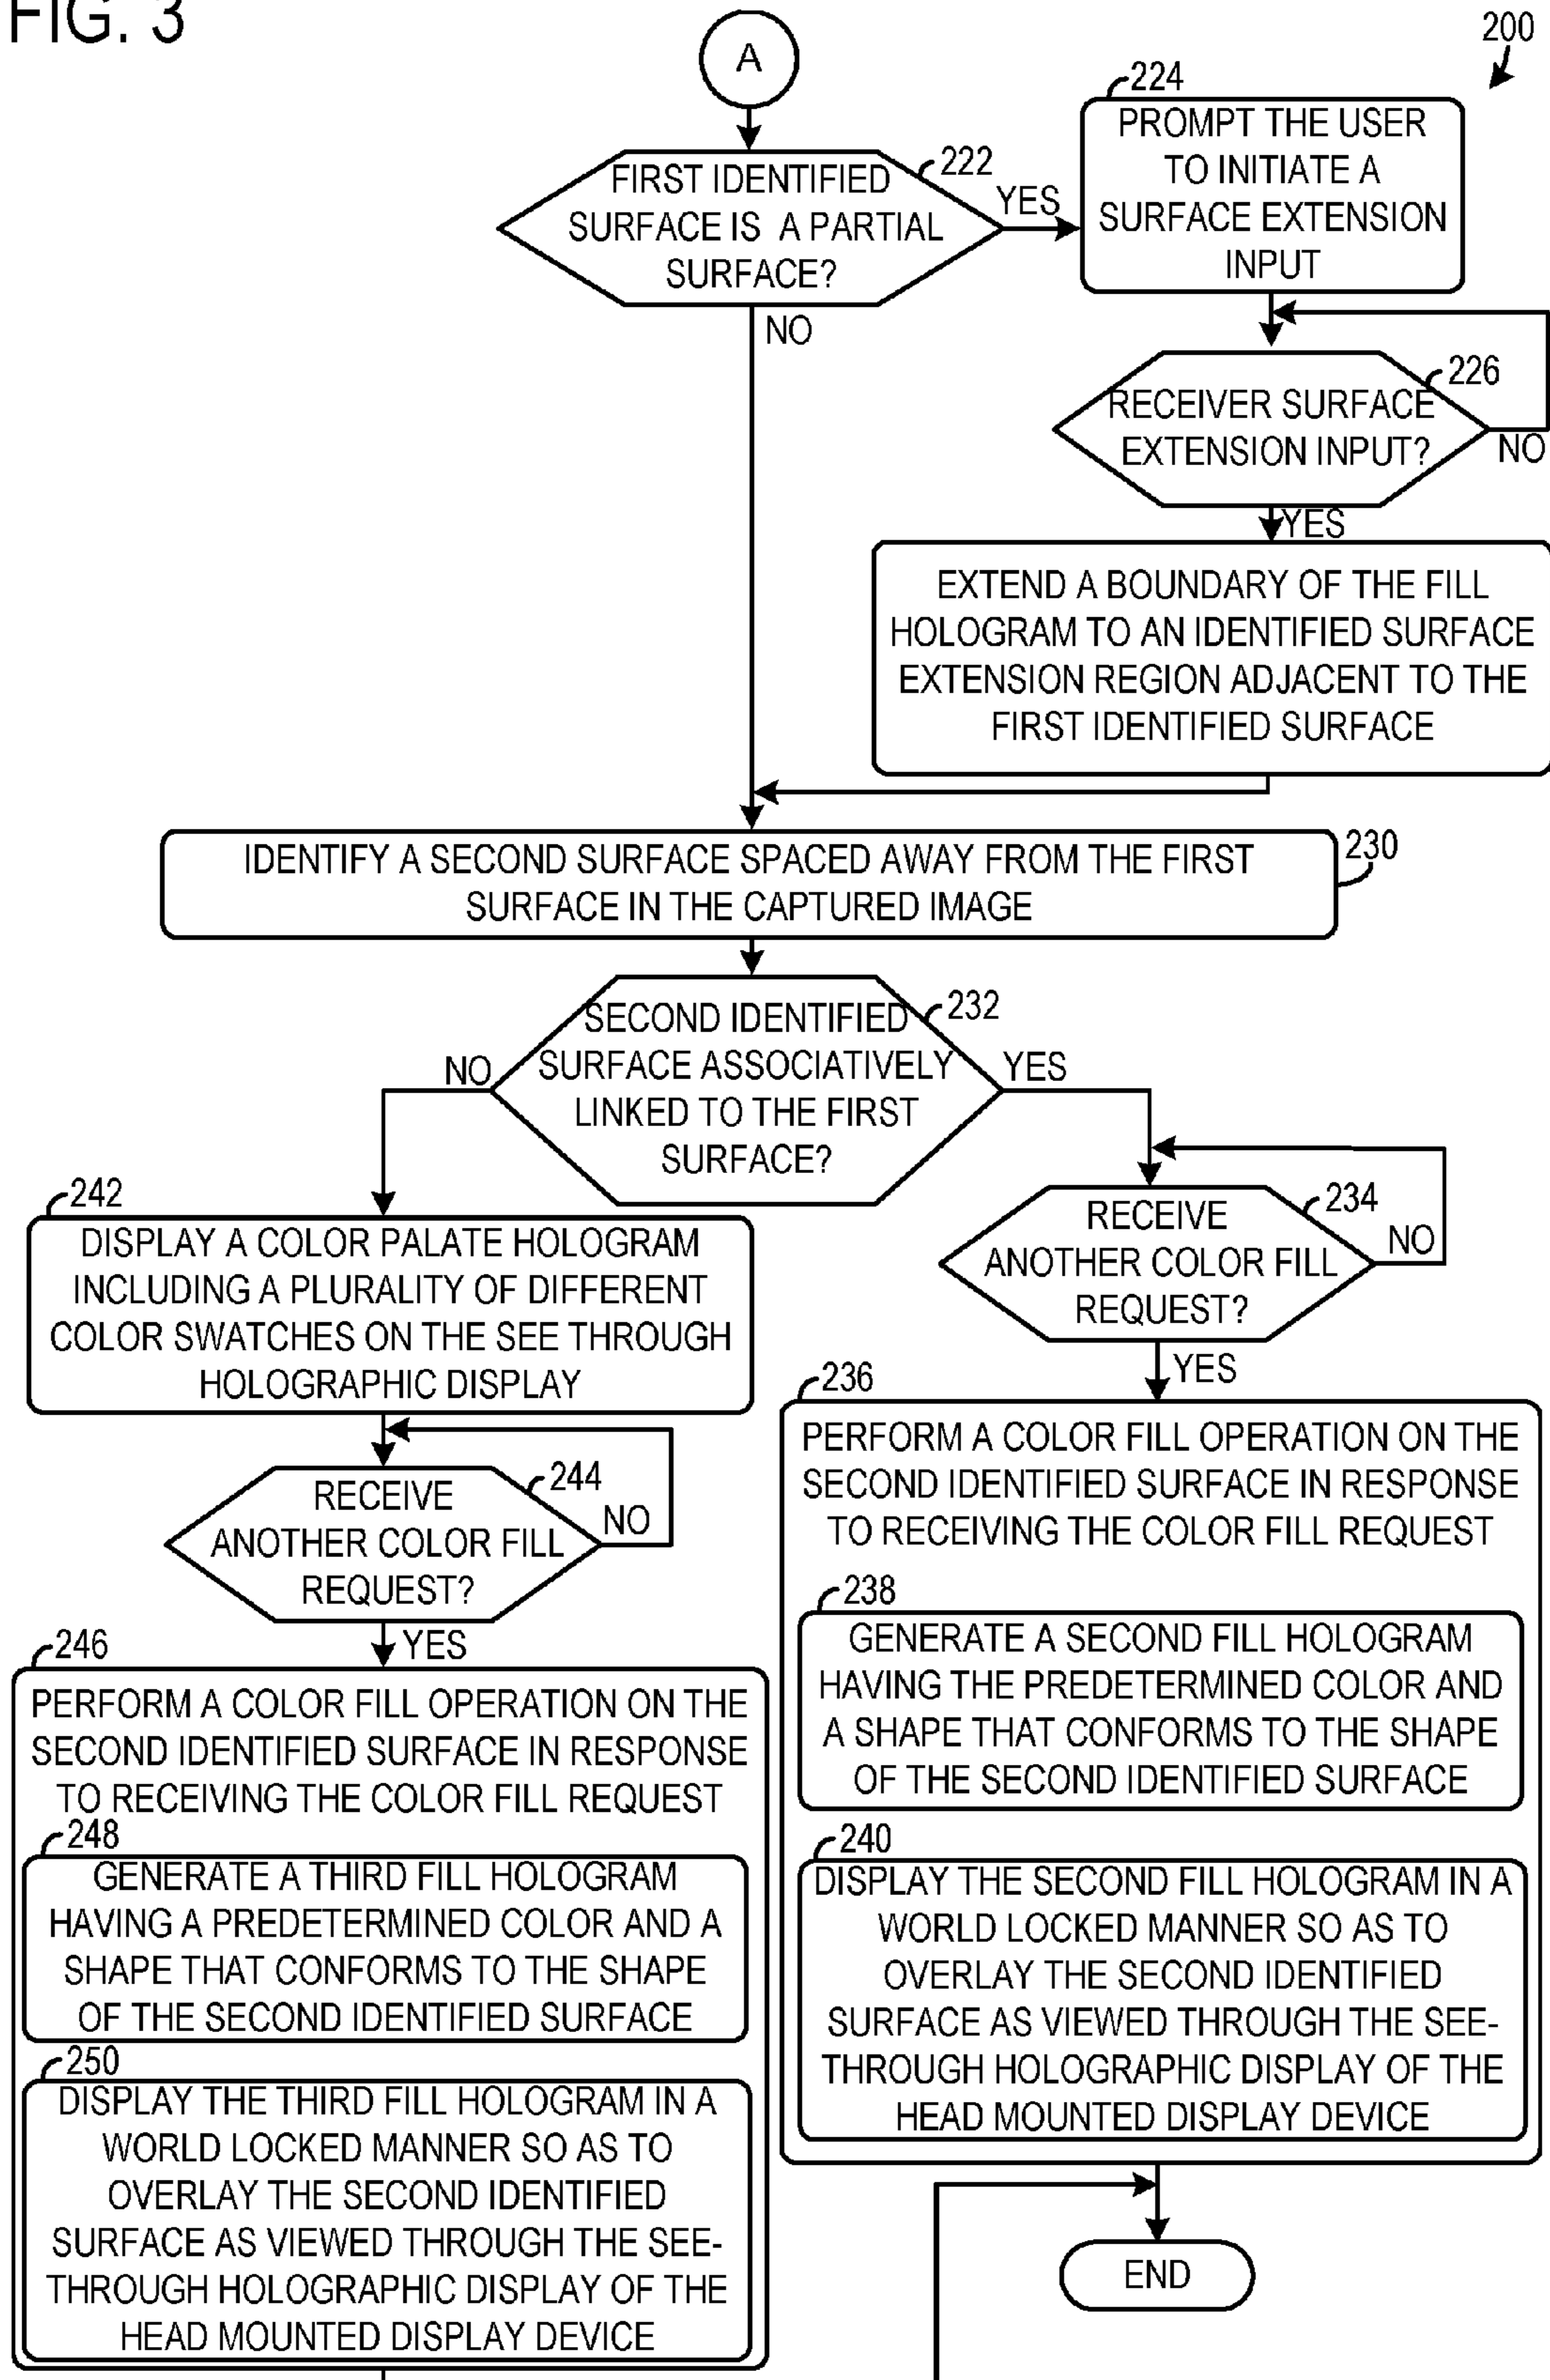 FIG. 3
200
A
FIRST IDENTIFIED
SURFACE IS A PARTIAL
SURFACE?
222
YES
NO
224
PROMPT THE USER
TO INITIATE A
SURFACE EXTENSION
INPUT
226
RECEIVER SURFACE
EXTENSION INPUT?
NO
YES
EXTEND A BOUNDARY OF THE FILL
HOLOGRAM TO AN IDENTIFIED SURFACE
EXTENSION REGION ADJACENT TO THE
FIRST IDENTIFIED SURFACE
IDENTIFY A SECOND SURFACE SPACED AWAY FROM THE FIRST
SURFACE IN THE CAPTURED IMAGE
230
SECOND IDENTIFIED
SURFACE ASSOCIATIVELY
LINKED TO THE FIRST
SURFACE?
232
NO
YES
242
DISPLAY A COLOR PALATE HOLOGRAM
INCLUDING A PLURALITY OF DIFFERENT
COLOR SWATCHES ON THE SEE THROUGH
HOLOGRAPHIC DISPLAY
244
RECEIVE
ANOTHER COLOR FILL
REQUEST?
NO
YES
246
PERFORM A COLOR FILL OPERATION ON THE
SECOND IDENTIFIED SURFACE IN RESPONSE
TO RECEIVING THE COLOR FILL REQUEST
248
GENERATE A THIRD FILL HOLOGRAM
HAVING A PREDETERMINED COLOR AND A
SHAPE THAT CONFORMS TO THE SHAPE
OF THE SECOND IDENTIFIED SURFACE
250
DISPLAY THE THIRD FILL HOLOGRAM IN A
WORLD LOCKED MANNER SO AS TO
OVERLAY THE SECOND IDENTIFIED
SURFACE AS VIEWED THROUGH THE SEE-
THROUGH HOLOGRAPHIC DISPLAY OF THE
HEAD MOUNTED DISPLAY DEVICE
234
RECEIVE
ANOTHER COLOR FILL
REQUEST?
NO
YES
236
PERFORM A COLOR FILL OPERATION ON THE
SECOND IDENTIFIED SURFACE IN RESPONSE
TO RECEIVING THE COLOR FILL REQUEST
238
GENERATE A SECOND FILL HOLOGRAM
HAVING THE PREDETERMINED COLOR AND
A SHAPE THAT CONFORMS TO THE SHAPE
OF THE SECOND IDENTIFIED SURFACE
240
DISPLAY THE SECOND FILL HOLOGRAM IN A
WORLD LOCKED MANNER SO AS TO
OVERLAY THE SECOND IDENTIFIED
SURFACE AS VIEWED THROUGH THE SEE-
THROUGH HOLOGRAPHIC DISPLAY OF THE
HEAD MOUNTED DISPLAY DEVICE
END